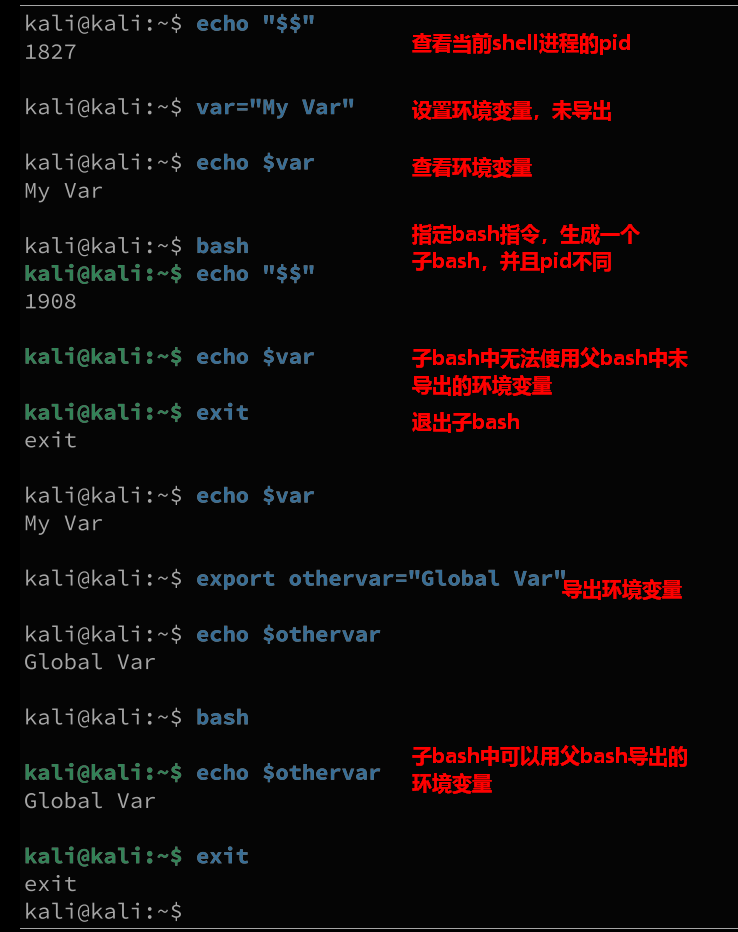 kali@kali:~$ echo "$$"
查看当前shell进程的pid
1827
kali@kali:~$ var="My Var"
设置环境变量，未导出
kali@kali:~$ echo $var
查看环境变量
My Var
kali@kali:~$ bash
指定bash指令，生成一个
子bash，并且pid不同
kali@kali:~$ echo "$$"
1908
kali@kali:~$ echo $var
子bash中无法使用父bash中未
导出的环境变量
kali@kali:~$ exit
退出子bash
exit
kali@kali:~$ echo $var
My Var
kali@kali:~$ export othervar="Global Var"
导出环境变量
kali@kali:~$ echo $othervar
Global Var
kali@kali:~$ bash
kali@kali:~$ echo $othervar
子bash中可以用父bash导出的
环境变量
Global Var
kali@kali:~$ exit
exit
kali@kali:~$